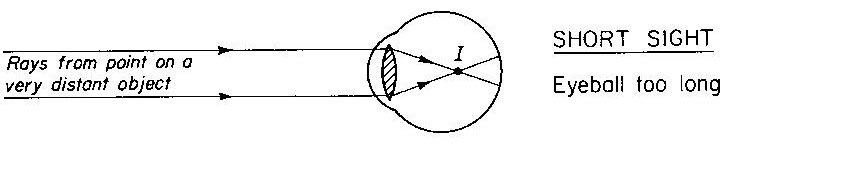 SHORT SIGHT
I
Rays from point on a
very distant object
Eyeball too long